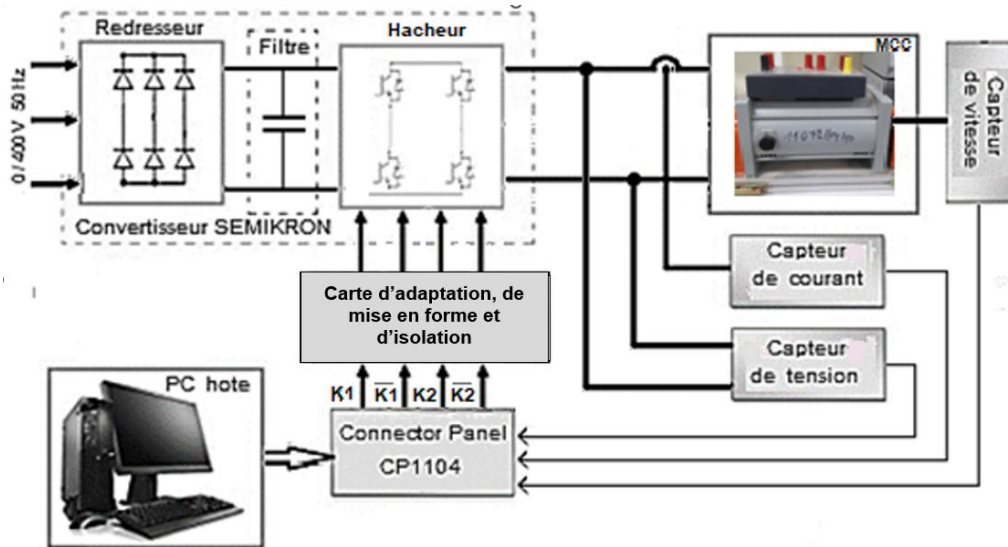 Redresseur
Filtre
Hacheur
MCC
Capteur
de vitesse
0 / 400 V 50 Hz
Convertisseur SEMIKRON
Carte d'adaptation, de
mise en forme et
d'isolation
Capteur
de courant
Capteur
de tension
K1 K1 K2 K2
PC hote
Connector Panel
CP1104